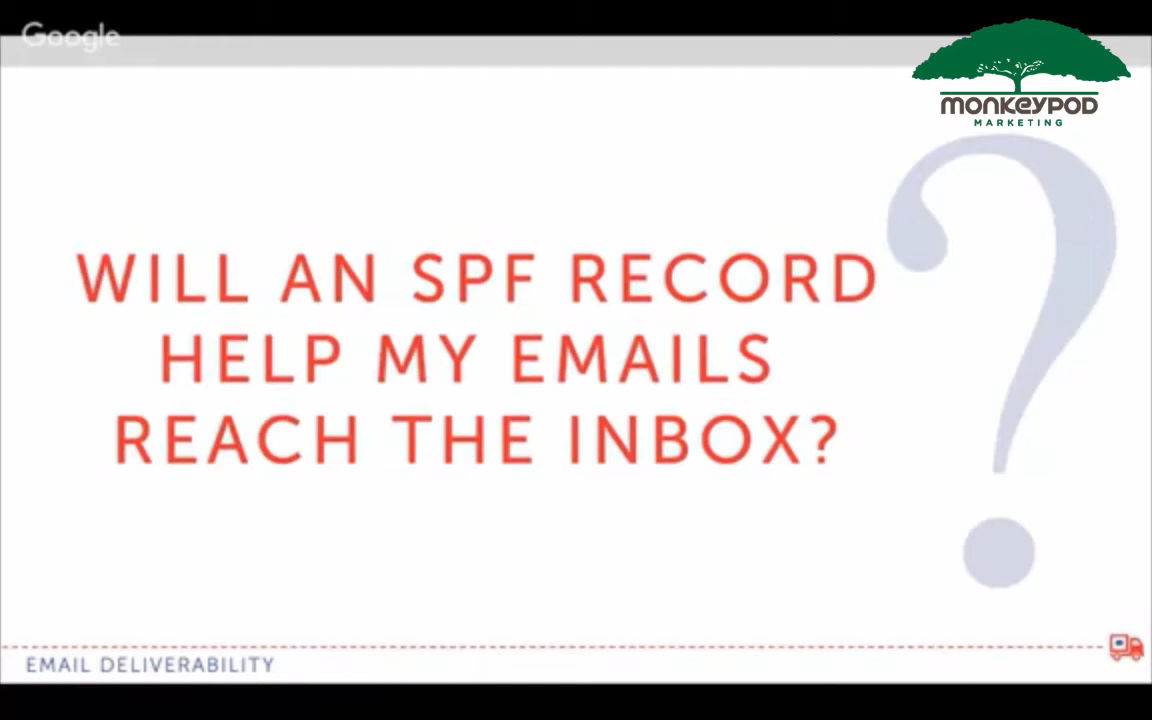 Google
MONKEYPOD
MARKETING
WILL AN SPF RECORD
HELP MY EMAILS
REACH THE INBOX?
?
EMAIL DELIVERABILITY